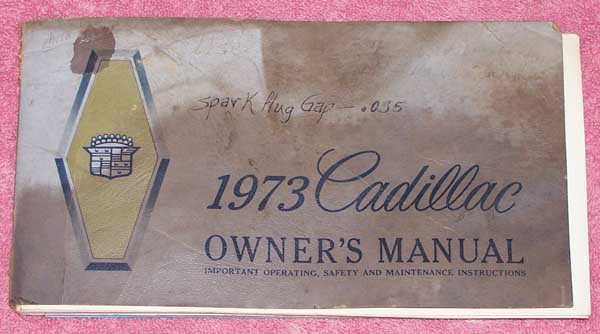 Spark Plug Gap — .035
1973 Cadillac
OWNER'S MANUAL
IMPORTANT OPERATING, SAFETY AND MAINTENANCE INSTRUCTIONS